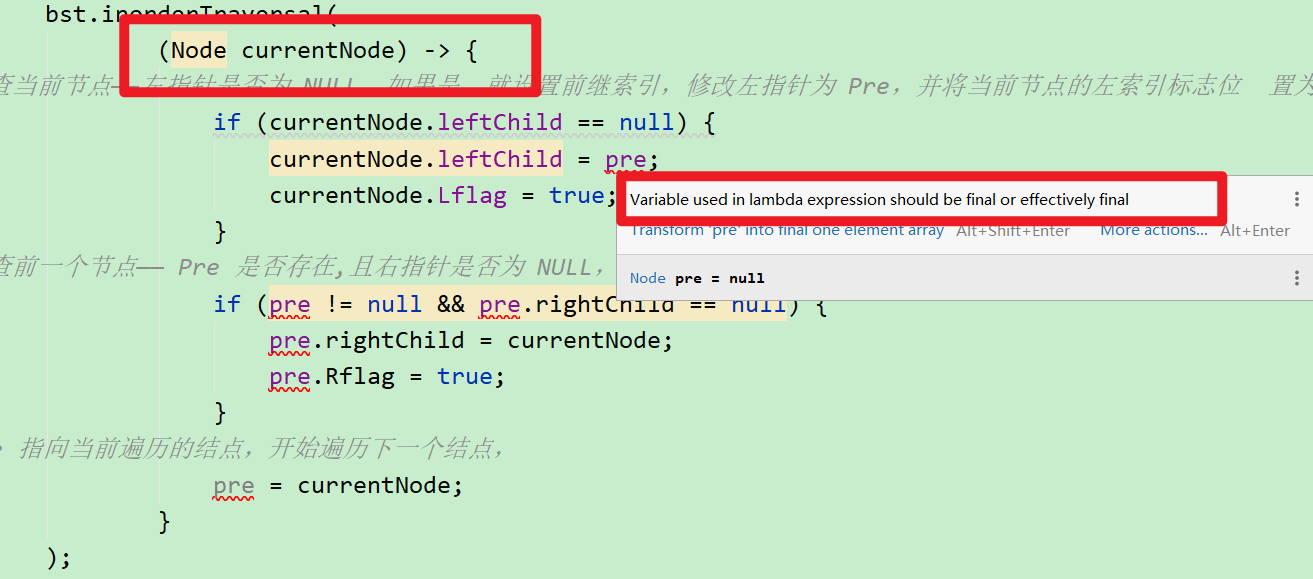 bst.inorderTraversal(
(Node currentNode) -> {
查当前节点——左指针是否为 NULL，如果是，就设置前继索引，修改左指针为 Pre，并将当前节点的左索引标志位 置为
if (currentNode.leftChild == null) {
currentNode.leftChild = pre;
currentNode.Lflag = true;
Variable used in lambda expression should be final or effectively final
Transform 'pre' into final one element array Alt+Shift+Enter More actions... Alt+Enter
}
查前一个节点—— Pre 是否存在,且右指针是否为 NULL，
Node pre = null
if (pre != null && pre.rightChild == null) {
pre.rightChild = currentNode;
pre.Rflag = true;
}
指向当前遍历的结点，开始遍历下一个结点，
pre = currentNode;
}
);